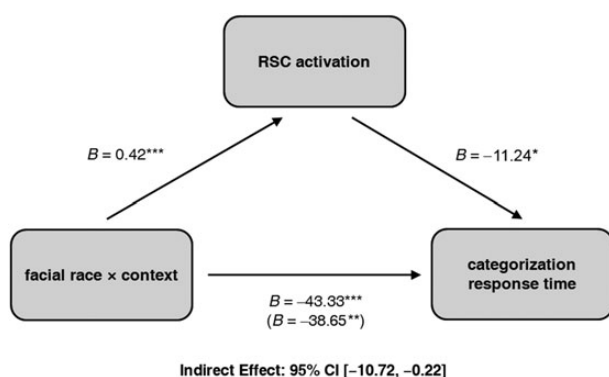 RSC activation
B = 0.42***
B = −11.24*
facial race × context
categorization
response time
B = −43.33***
(B = −38.65**)
Indirect Effect: 95% CI [−10.72, −0.22]